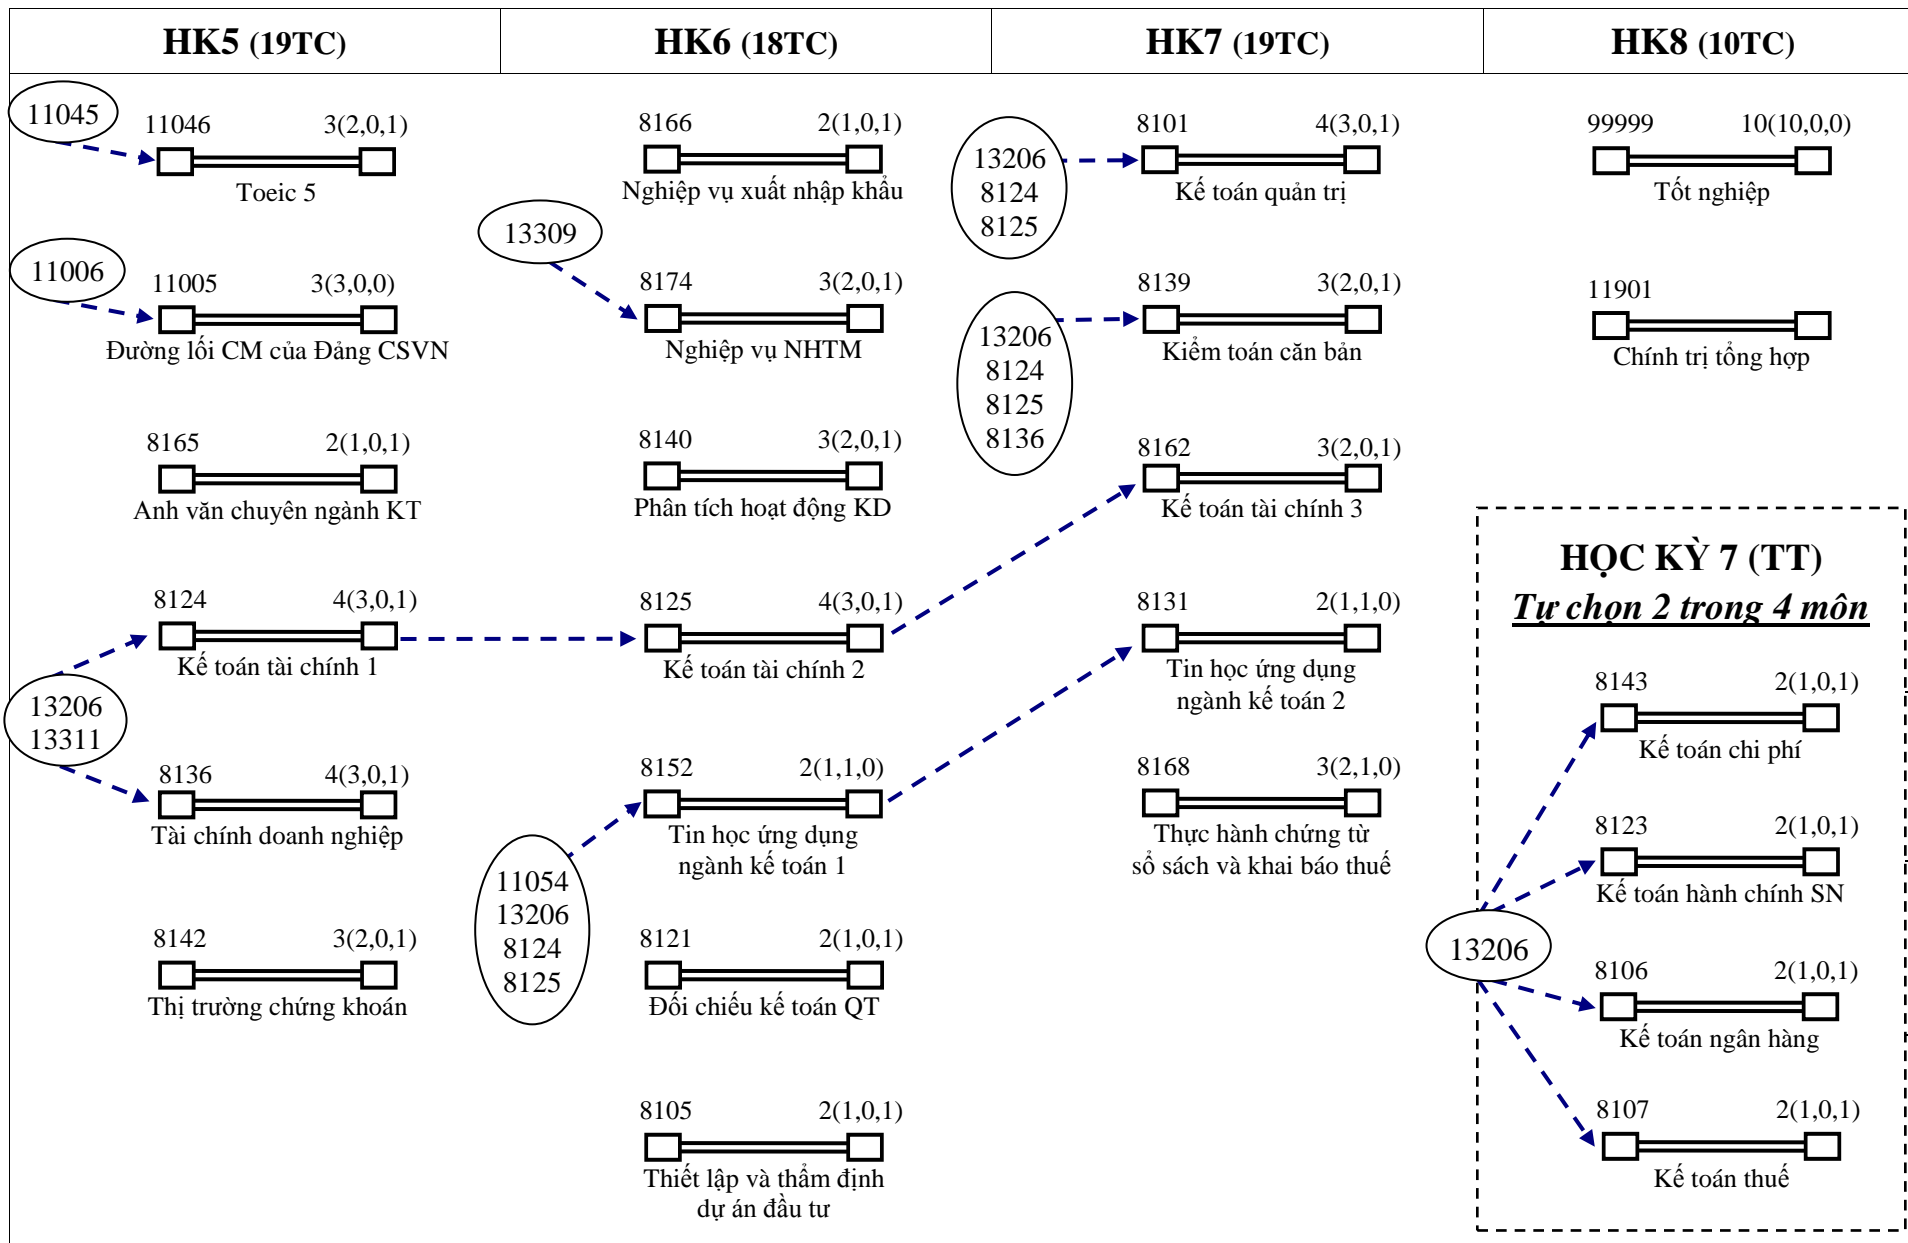 HK5 (19TC)
HK6 (18TC)
HK7 (19TC)
HK8 (10TC)
11045
11046 3(2,0,1)
Toeic 5
11006
11005 3(3,0,0)
Đường lối CM của Đảng CSVN
8165 2(1,0,1)
Anh văn chuyên ngành KT
8124 4(3,0,1)
Kế toán tài chính 1
13206
13311
8136 4(3,0,1)
Tài chính doanh nghiệp
8142 3(2,0,1)
Thị trường chứng khoán
8166 2(1,0,1)
Nghiệp vụ xuất nhập khẩu
13309
8174 3(2,0,1)
Nghiệp vụ NHTM
8140 3(2,0,1)
Phân tích hoạt động KD
8125 4(3,0,1)
Kế toán tài chính 2
8152 2(1,1,0)
Tin học ứng dụng
ngành kế toán 1
11054
13206
8124
8125
8121 2(1,0,1)
Đối chiếu kế toán QT
8105 2(1,0,1)
Thiết lập và thẩm định
dự án đầu tư
13206
8124
8125
8101 4(3,0,1)
Kế toán quản trị
13206
8124
8125
8136
8139 3(2,0,1)
Kiểm toán căn bản
8162 3(2,0,1)
Kế toán tài chính 3
8131 2(1,1,0)
Tin học ứng dụng
ngành kế toán 2
8168 3(2,1,0)
Thực hành chứng từ
sổ sách và khai báo thuế
99999 10(10,0,0)
Tốt nghiệp
11901
Chính trị tổng hợp
HỌC KỲ 7 (TT)
Tự chọn 2 trong 4 môn
8143 2(1,0,1)
Kế toán chi phí
8123 2(1,0,1)
Kế toán hành chính SN
13206
8106 2(1,0,1)
Kế toán ngân hàng
8107 2(1,0,1)
Kế toán thuế